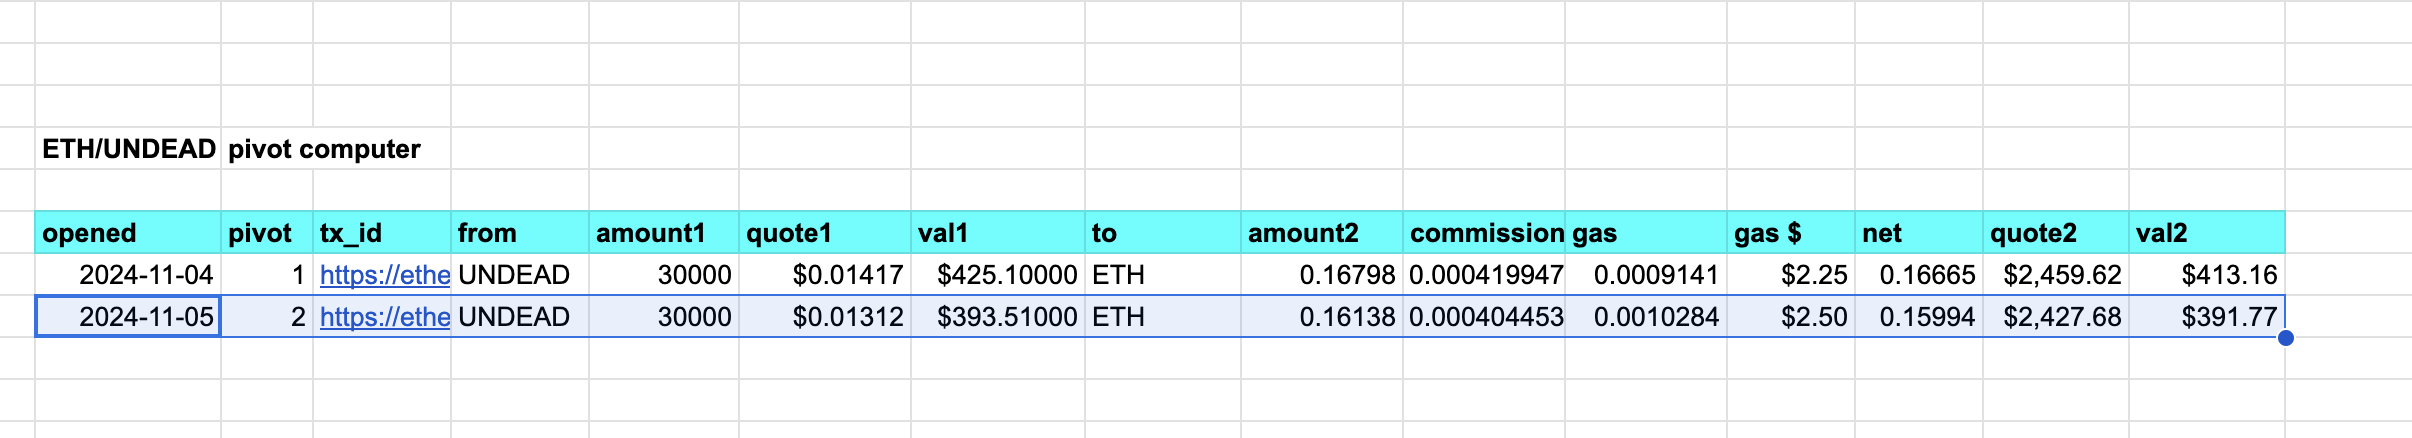 ETH/UNDEAD pivot computer
opened pivot tx_id from amount1 quote1 val1 to amount2 commission gas gas $ net quote2 val2
2024-11-04 1 https://ethe UNDEAD 30000 $0.01417 $425.10000 ETH 0.16798 0.000419947 0.0009141 $2.25 0.16665 $2,459.62 $413.16
2024-11-05 2 https://ethe UNDEAD 30000 $0.01312 $393.51000 ETH 0.16138 0.000404453 0.0010284 $2.50 0.15994 $2,427.68 $391.77